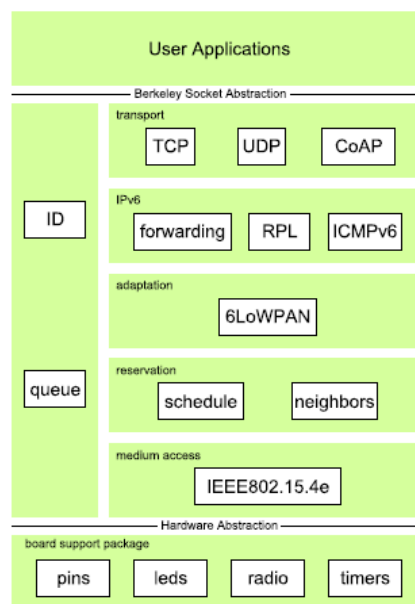 User Applications
Berkeley Socket Abstraction
transport
TCP UDP CoAP
IPv6
ID
forwarding RPL ICMPv6
adaptation
6LoWPAN
reservation
queue
schedule neighbors
medium access
IEEE802.15.4e
Hardware Abstraction
board support package
pins leds radio timers